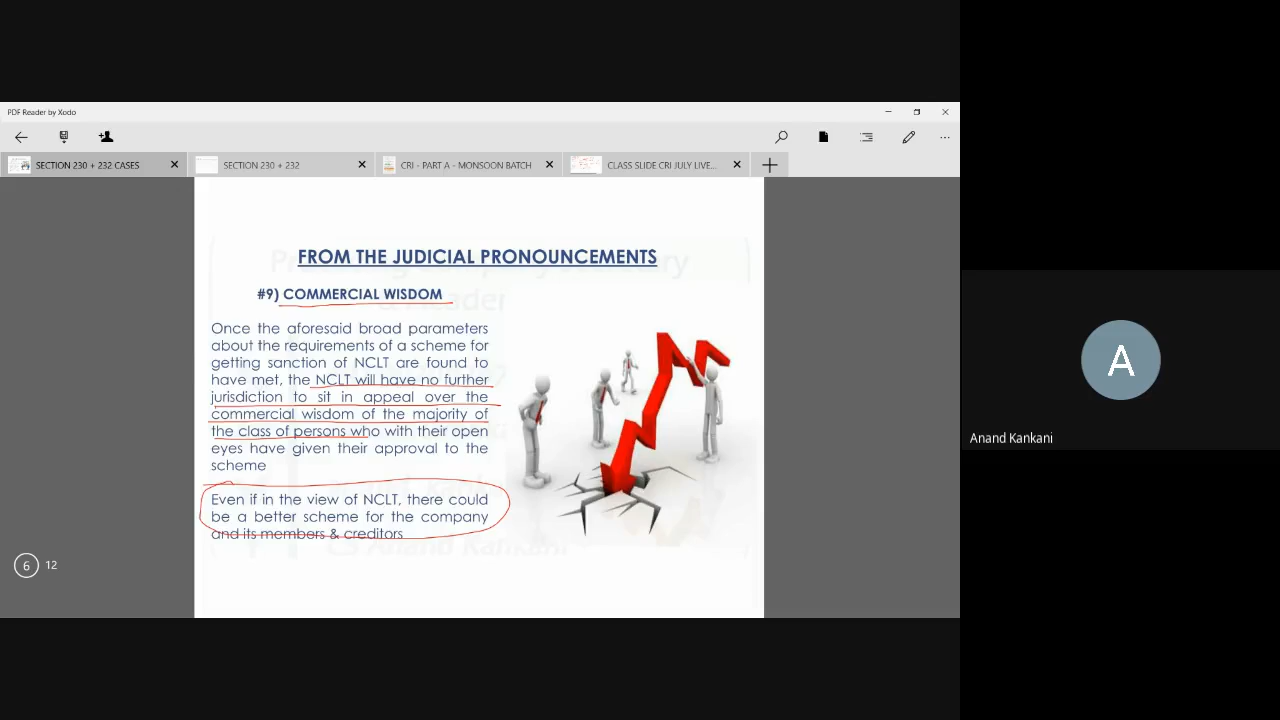 PDF Reader by Xodo
SECTION 230 + 232 CASES
SECTION 230 + 232
CRI - PART A - MONSOON BATCH
CLASS SLIDE CRI JULY LIVE...
FROM THE JUDICIAL PRONOUNCEMENTS
#9) COMMERCIAL WISDOM
Once the aforesaid broad parameters
about the requirements of a scheme for
getting sanction of NCLT are found to
have met, the NCLT will have no further
jurisdiction to sit in appeal over the
commercial wisdom of the majority of
the class of persons who with their open
eyes have given their approval to the
scheme
Even if in the view of NCLT, there could
be a better scheme for the company
and its members & creditors
6 12
A
Anand Kankani